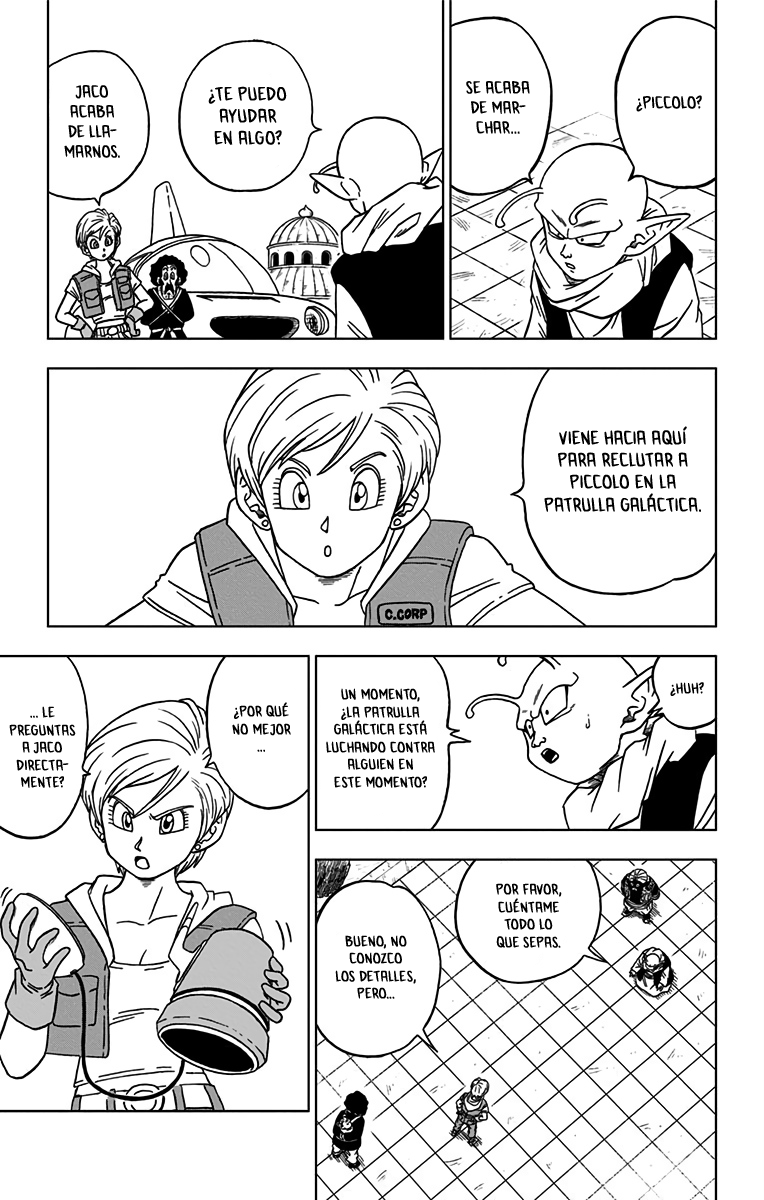 ¿PICCOLO?
SE ACABA
DE MAR-
CHAR...
¿TE PUEDO
AYUDAR
EN ALGO?
JACO
ACABA
DE LLA-
MARNOS.
VIENE HACIA AQUÍ
PARA RECLUTAR A
PICCOLO EN LA
PATRULLA GALÁCTICA.
C.CORP
¿HUH?
UN MOMENTO,
¿LA PATRULLA
GALÁCTICA ESTÁ
LUCHANDO CONTRA
ALGUIEN EN
ESTE MOMENTO?
POR FAVOR,
CUÉNTAME
TODO LO
QUE SEPAS.
BUENO, NO
CONOZCO
LOS DETALLES,
PERO...
¿POR QUÉ
NO MEJOR
...
... LE
PREGUNTAS
A JACO
DIRECTA-
MENTE?